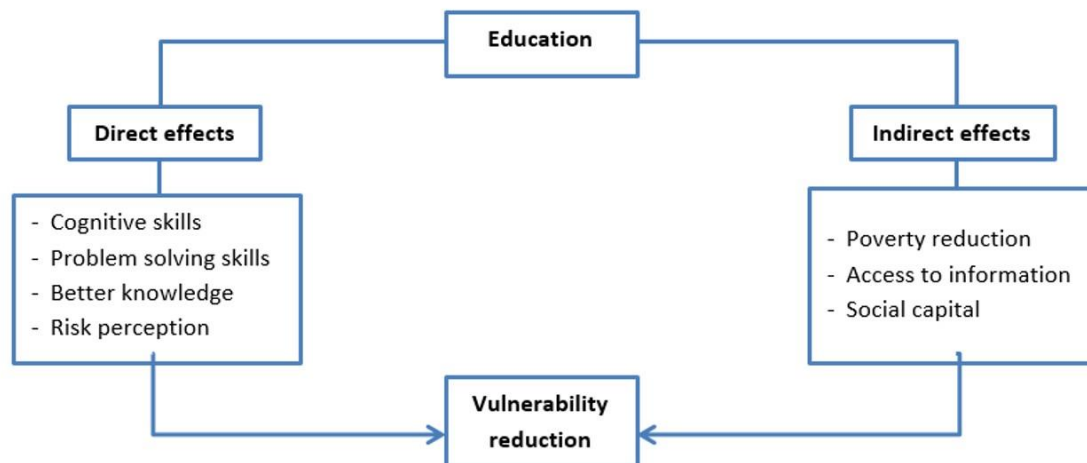 Education
Direct effects
Indirect effects
- Cognitive skills
- Problem solving skills
- Better knowledge
- Risk perception
- Poverty reduction
- Access to information
- Social capital
Vulnerability
reduction